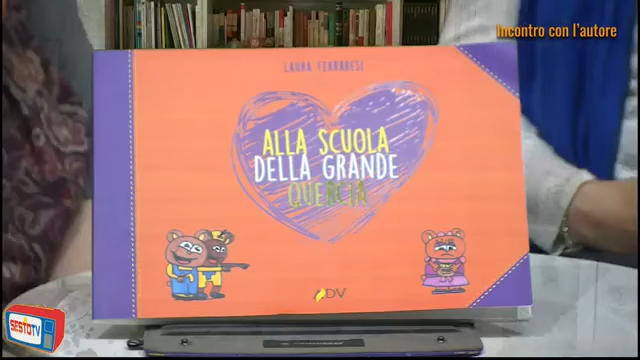 Incontro con l'autore
LAURA FERRARESI
ALLA SCUOLA
DELLA GRANDE
QUERCIA
DV
SESTO TV